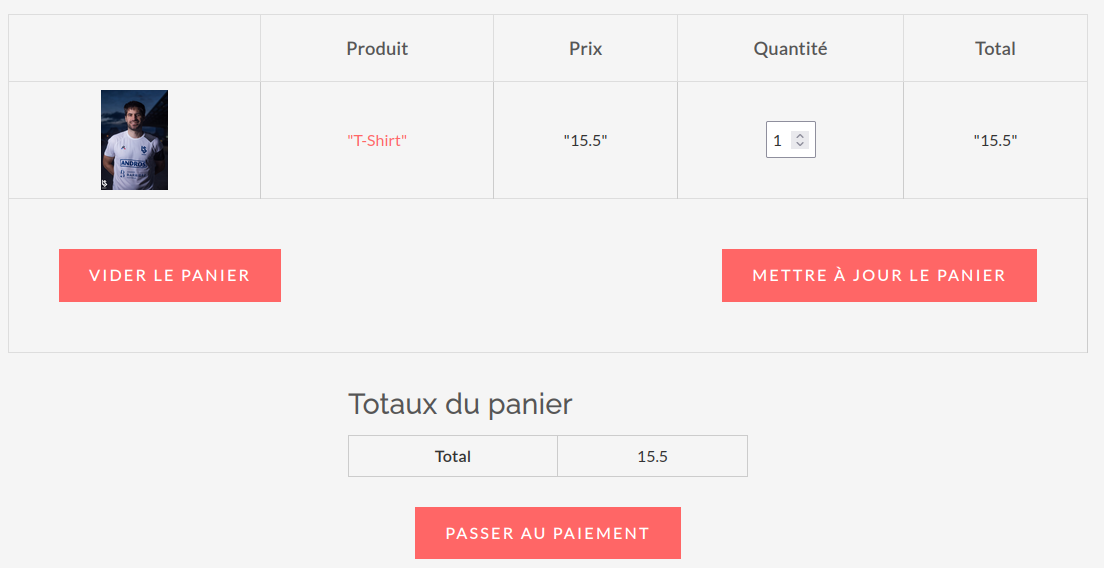 Produit Prix Quantité Total
ANDROS
"T-Shirt" "15.5" 1 "15.5"
VIDER LE PANIER METTRE À JOUR LE PANIER
Totaux du panier
Total 15.5
PASSER AU PAIEMENT